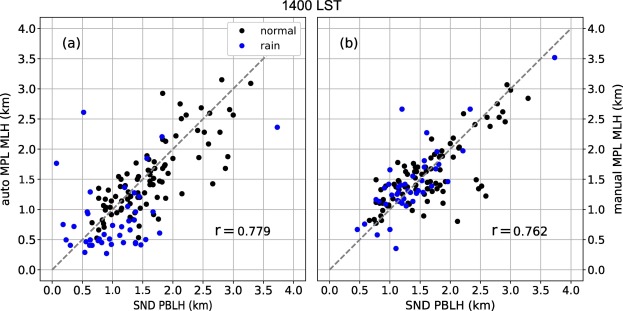 1400 LST
(a)
normal
rain
(b)
4.0
3.5
3.0
2.5
2.0
1.5
1.0
0.5
0.0
auto MPL MLH (km)
r = 0.779
0.0 0.5 1.0 1.5 2.0 2.5 3.0 3.5 4.0
SND PBLH (km)
r = 0.762
0.0 0.5 1.0 1.5 2.0 2.5 3.0 3.5 4.0
SND PBLH (km)
4.0
3.5
3.0
2.5
2.0
1.5
1.0
0.5
0.0
manual MPL MLH (km)